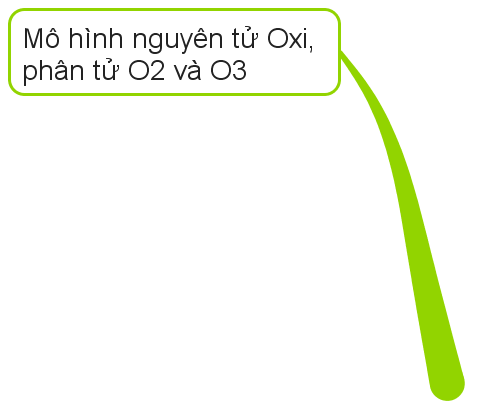 Mô hình nguyên tử Oxi,
phân tử O2 và O3